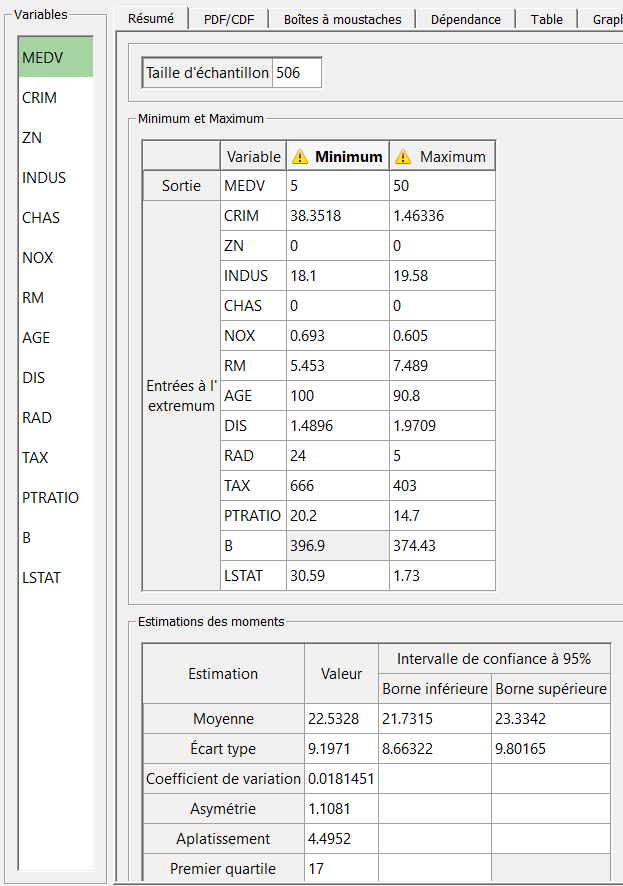 Variables
MEDV
CRIM
ZN
INDUS
CHAS
NOX
RM
AGE
DIS
RAD
TAX
PTRATIO
B
LSTAT
Résumé PDF/CDF Boîtes à moustaches Dépendance Table Graph
Taille d'échantillon 506
Minimum et Maximum
Variable Minimum Maximum
Sortie MEDV 5 50
Entrées à l'
extremum
CRIM 38.3518 1.46336
ZN 0 0
INDUS 18.1 19.58
CHAS 0 0
NOX 0.693 0.605
RM 5.453 7.489
AGE 100 90.8
DIS 1.4896 1.9709
RAD 24 5
TAX 666 403
PTRATIO 20.2 14.7
B 396.9 374.43
LSTAT 30.59 1.73
Estimations des moments
Estimation Valeur Intervalle de confiance à 95%
Borne inférieure Borne supérieure
Moyenne 22.5328 21.7315 23.3342
Écart type 9.1971 8.66322 9.80165
Coefficient de variation 0.0181451
Asymétrie 1.1081
Aplatissement 4.4952
Premier quartile 17